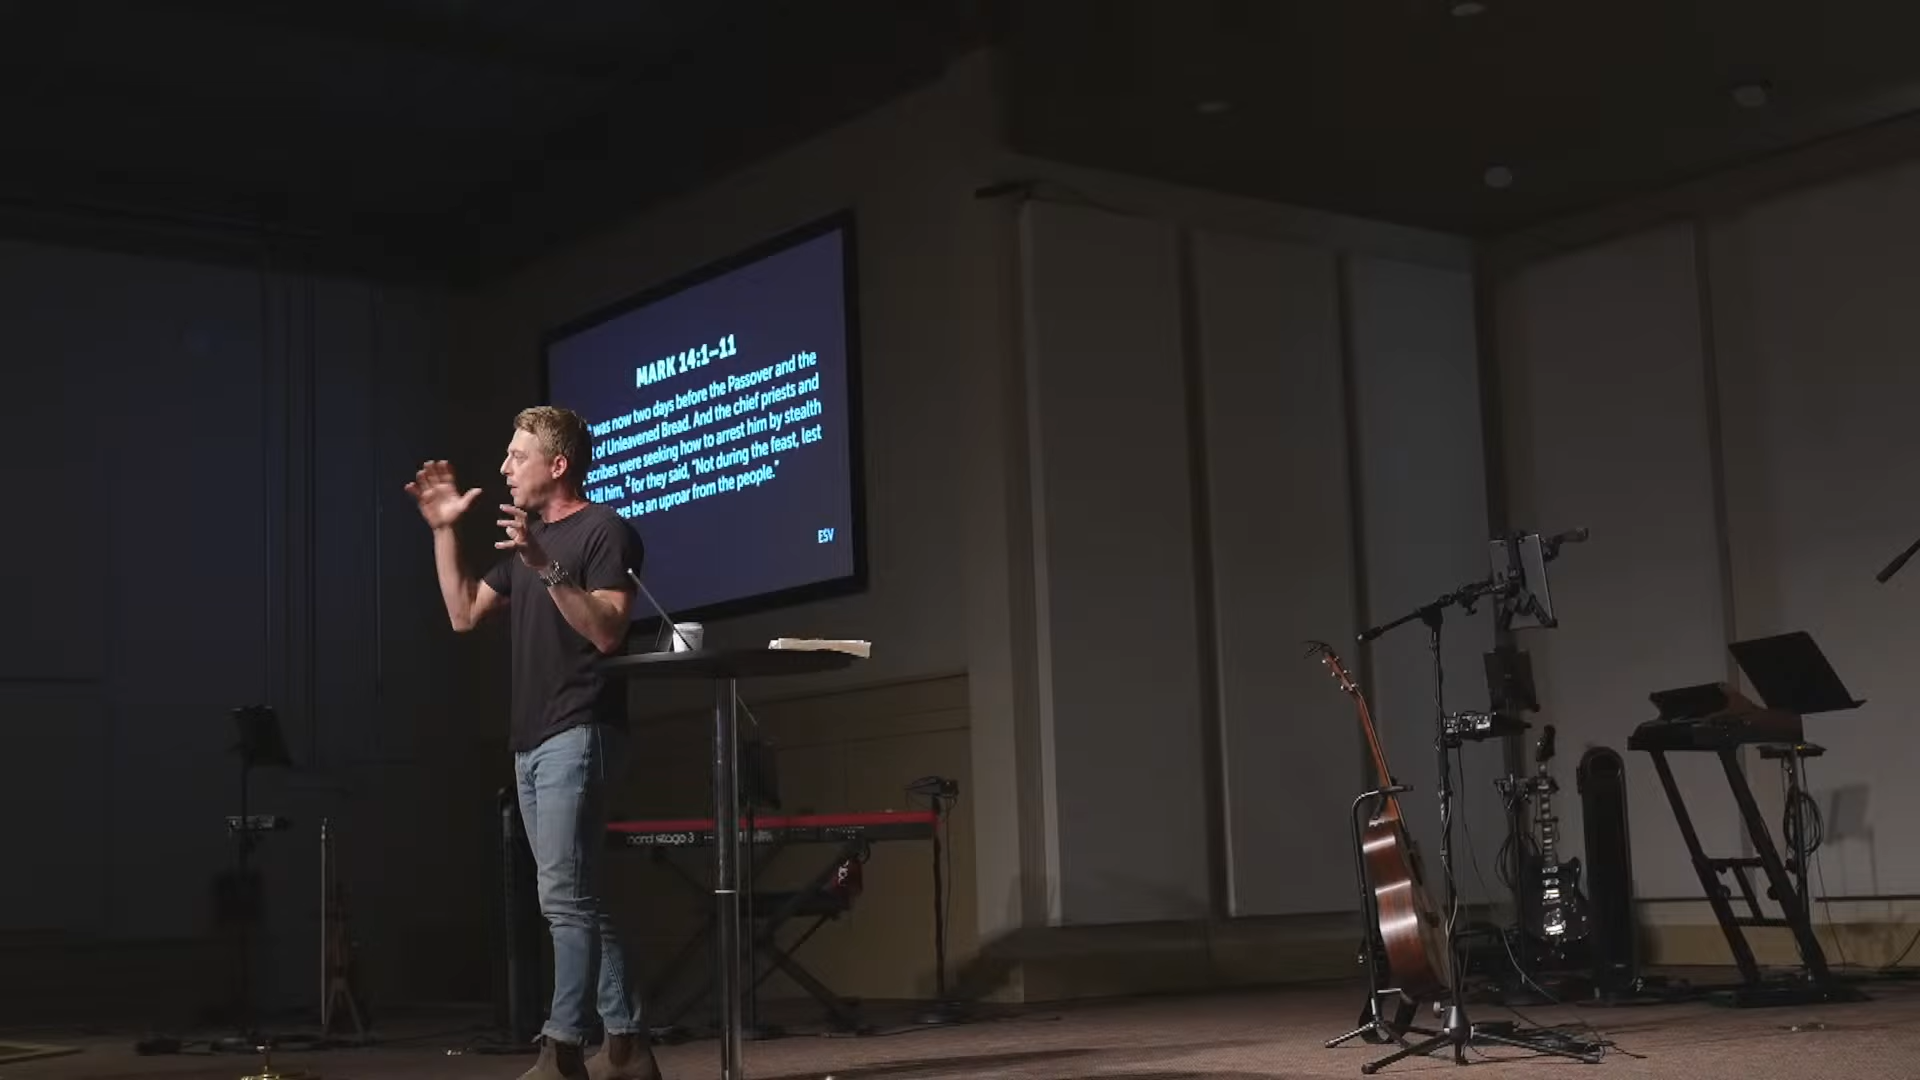 MARK 14:1–11
was now two days before the Passover and the
of Unleavened Bread. And the chief priests and
scribes were seeking how to arrest him by stealth
kill him, 2 for they said, "Not during the feast, lest
ere be an uproar from the people."
ESV
nord stage 3